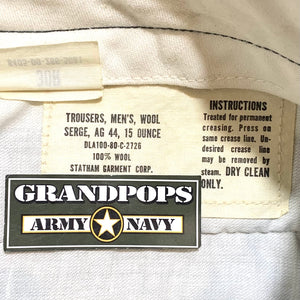 30R
TROUSERS, MEN'S, WOOL
SERGE, AG 44, 15 OUNCE
DLA100-80-C-2726
100% WOOL
STATHAM GARMENT CORP.
INSTRUCTIONS
Treated for permanent
creasing. Press on
same crease line. Un-
desired crease line
may be removed by
steam. DRY CLEAN
ONLY.
GRANDPOPS
ARMY NAVY